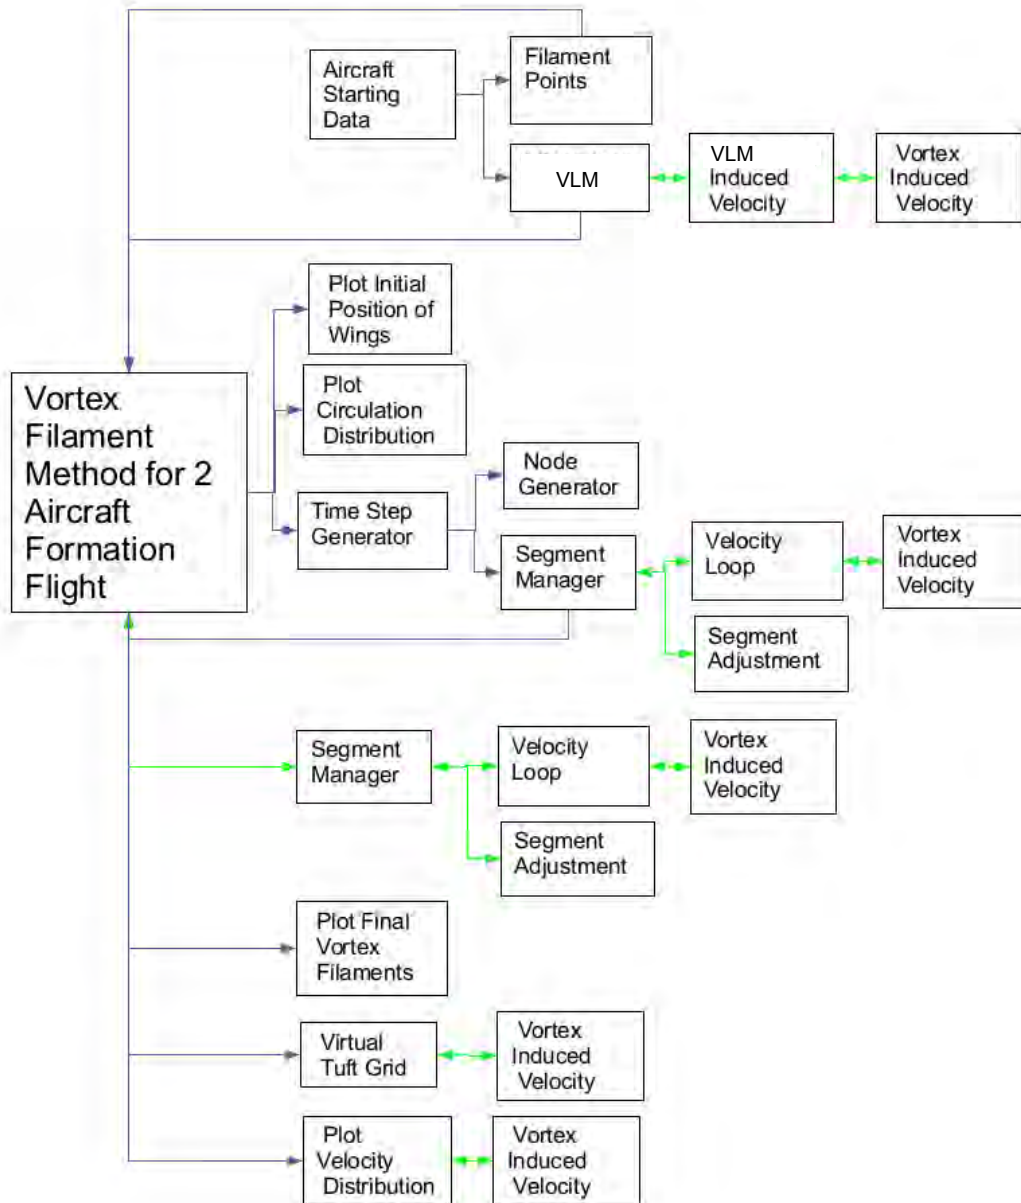 Aircraft
Starting
Data
Filament
Points
VLM
VLM
Induced
Velocity
Vortex
Induced
Velocity
Plot Initial
Position of
Wings
Vortex
Filament
Method for 2
Aircraft
Formation
Flight
Plot
Circulation
Distribution
Time Step
Generator
Node
Generator
Segment
Manager
Velocity
Loop
Vortex
Induced
Velocity
Segment
Adjustment
Segment
Manager
Velocity
Loop
Vortex
Induced
Velocity
Segment
Adjustment
Plot Final
Vortex
Filaments
Virtual
Tuft Grid
Vortex
Induced
Velocity
Plot
Velocity
Distribution
Vortex
Induced
Velocity